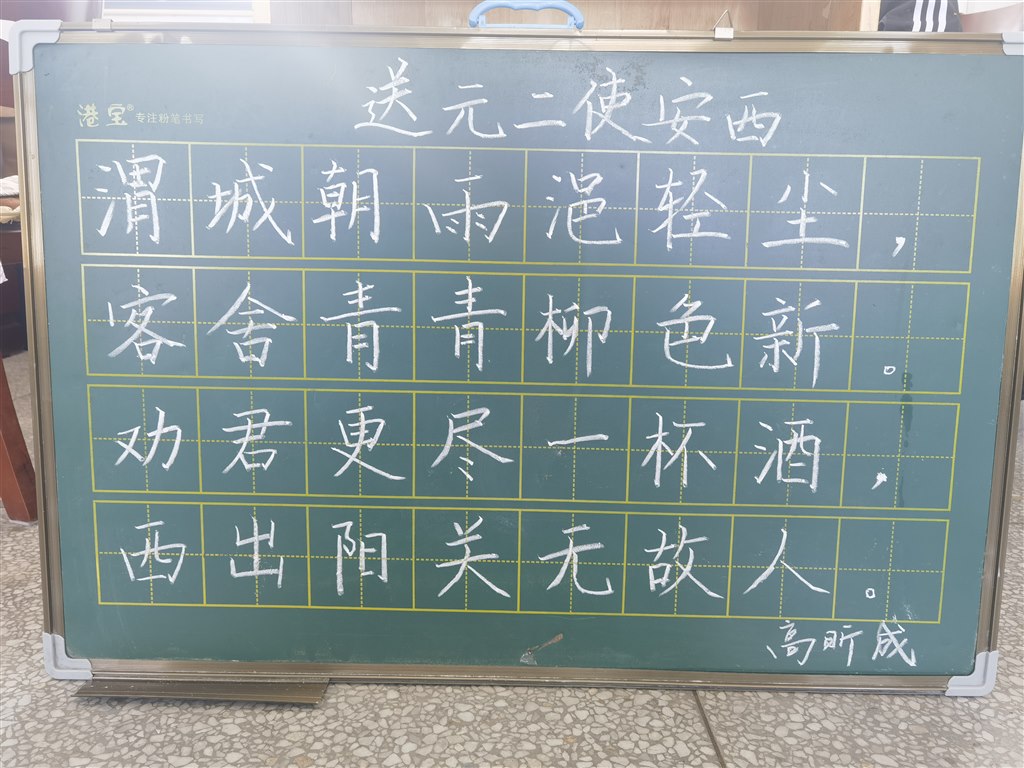 送元二使安西
港宝® 专注粉笔书写
渭城朝雨浥轻尘，
客舍青青柳色新。
劝君更尽一杯酒，
西出阳关无故人。
高昕成